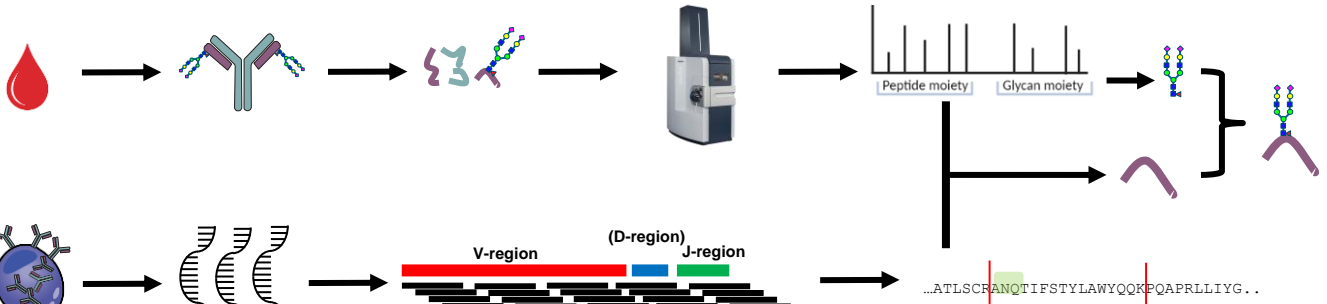 Peptide moiety
Glycan moiety
(D-region)
V-region
J-region
…ATLSCRANQTIFSTYLAWYQQKPQAPRLLIYG..